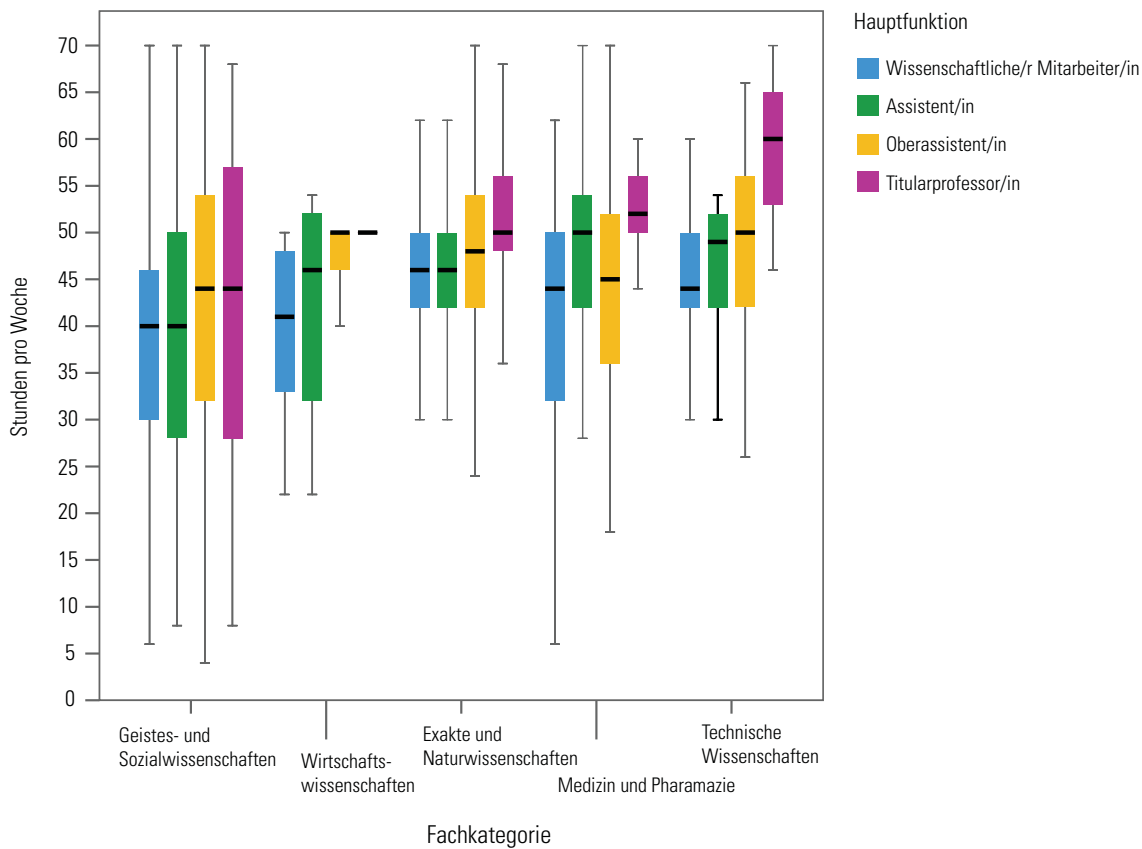 Hauptfunktion
Wissenschaftliche/r Mitarbeiter/in
Assistent/in
Oberassistent/in
Titularprofessor/in
Stunden pro Woche
70
65
60
55
50
45
40
35
30
25
20
15
10
5
0
Geistes- und
Sozialwissenschaften
Wirtschafts-
wissenschaften
Exakte und
Naturwissenschaften
Medizin und Pharamazie
Technische
Wissenschaften
Fachkategorie